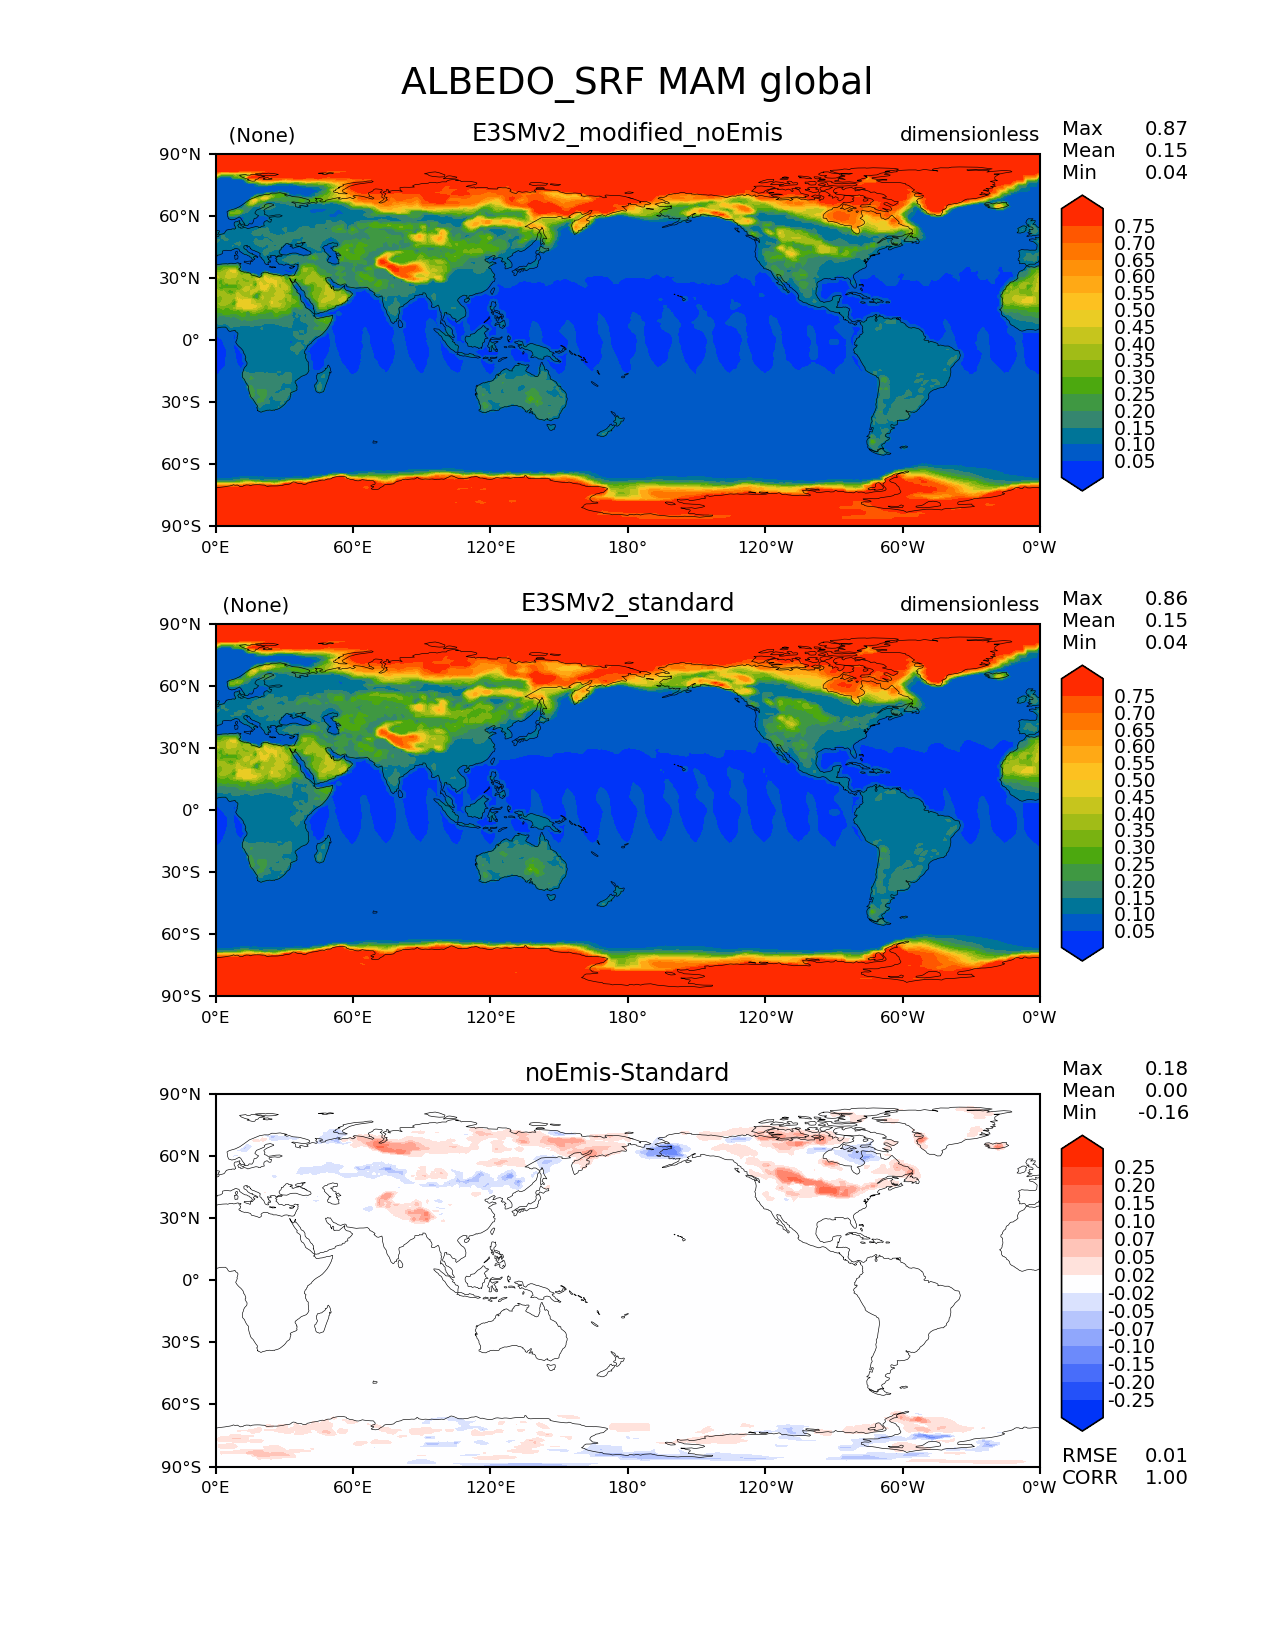 ALBEDO_SRF MAM global
(None) E3SMv2_modified_noEmis dimensionless
Max 0.87
Mean 0.15
Min 0.04
90°N
60°N
30°N
0°
30°S
60°S
90°S
0°E 60°E 120°E 180° 120°W 60°W 0°W
0.75
0.70
0.65
0.60
0.55
0.50
0.45
0.40
0.35
0.30
0.25
0.20
0.15
0.10
0.05
(None) E3SMv2_standard dimensionless
Max 0.86
Mean 0.15
Min 0.04
90°N
60°N
30°N
0°
30°S
60°S
90°S
0°E 60°E 120°E 180° 120°W 60°W 0°W
0.75
0.70
0.65
0.60
0.55
0.50
0.45
0.40
0.35
0.30
0.25
0.20
0.15
0.10
0.05
noEmis-Standard
Max 0.18
Mean 0.00
Min -0.16
90°N
60°N
30°N
0°
30°S
60°S
90°S
0°E 60°E 120°E 180° 120°W 60°W 0°W
0.25
0.20
0.15
0.10
0.07
0.05
0.02
-0.02
-0.05
-0.07
-0.10
-0.15
-0.20
-0.25
RMSE 0.01
CORR 1.00